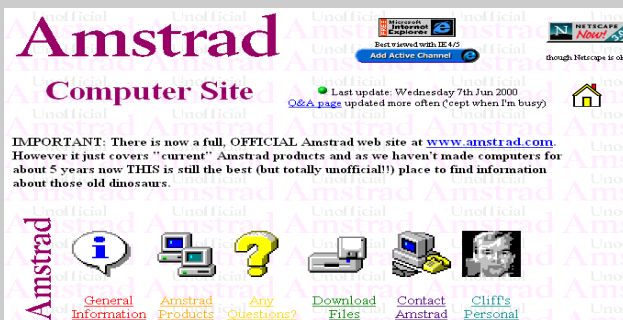 Amstrad
Computer Site
Microsoft
Internet
Explorer
Best viewed with IE 4/5
Add Active Channel
NETSCAPE
Now!
though Netscape is ok
Last update: Wednesday 7th Jun 2000
Q&A page updated more often ('cept when I'm busy)
IMPORTANT: There is now a full, OFFICIAL Amstrad web site at www.amstrad.com.
However it just covers "current" Amstrad products and as we haven't made computers for
about 5 years now THIS is still the best (but totally unofficial!!) place to find information
about those old dinosaurs.
Amstrad
General
Information
Amstrad
Products
Any
Questions?
Download
Files
Contact
Amstrad
Cliff's
Personal